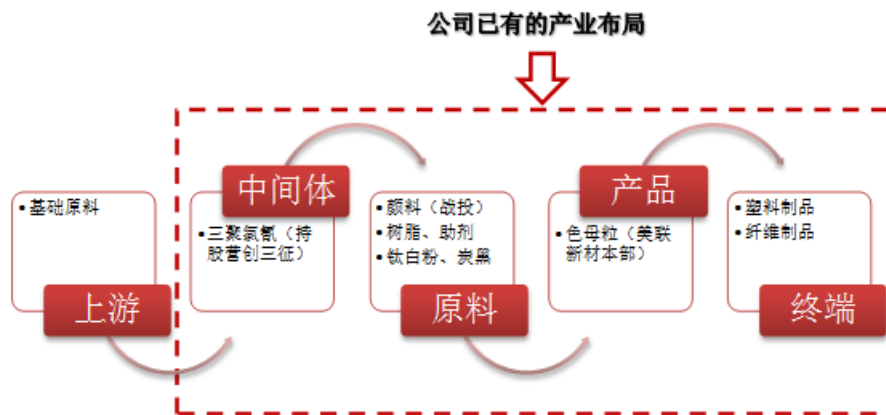 公司已有的产业布局
•基础原料
上游
中间体
•三聚氯氰（持
股营创三征）
•颜料（战投）
•树脂、助剂
•钛白粉、炭黑
原料
产品
•色母粒（美联
新材本部）
•塑料制品
•纤维制品
终端